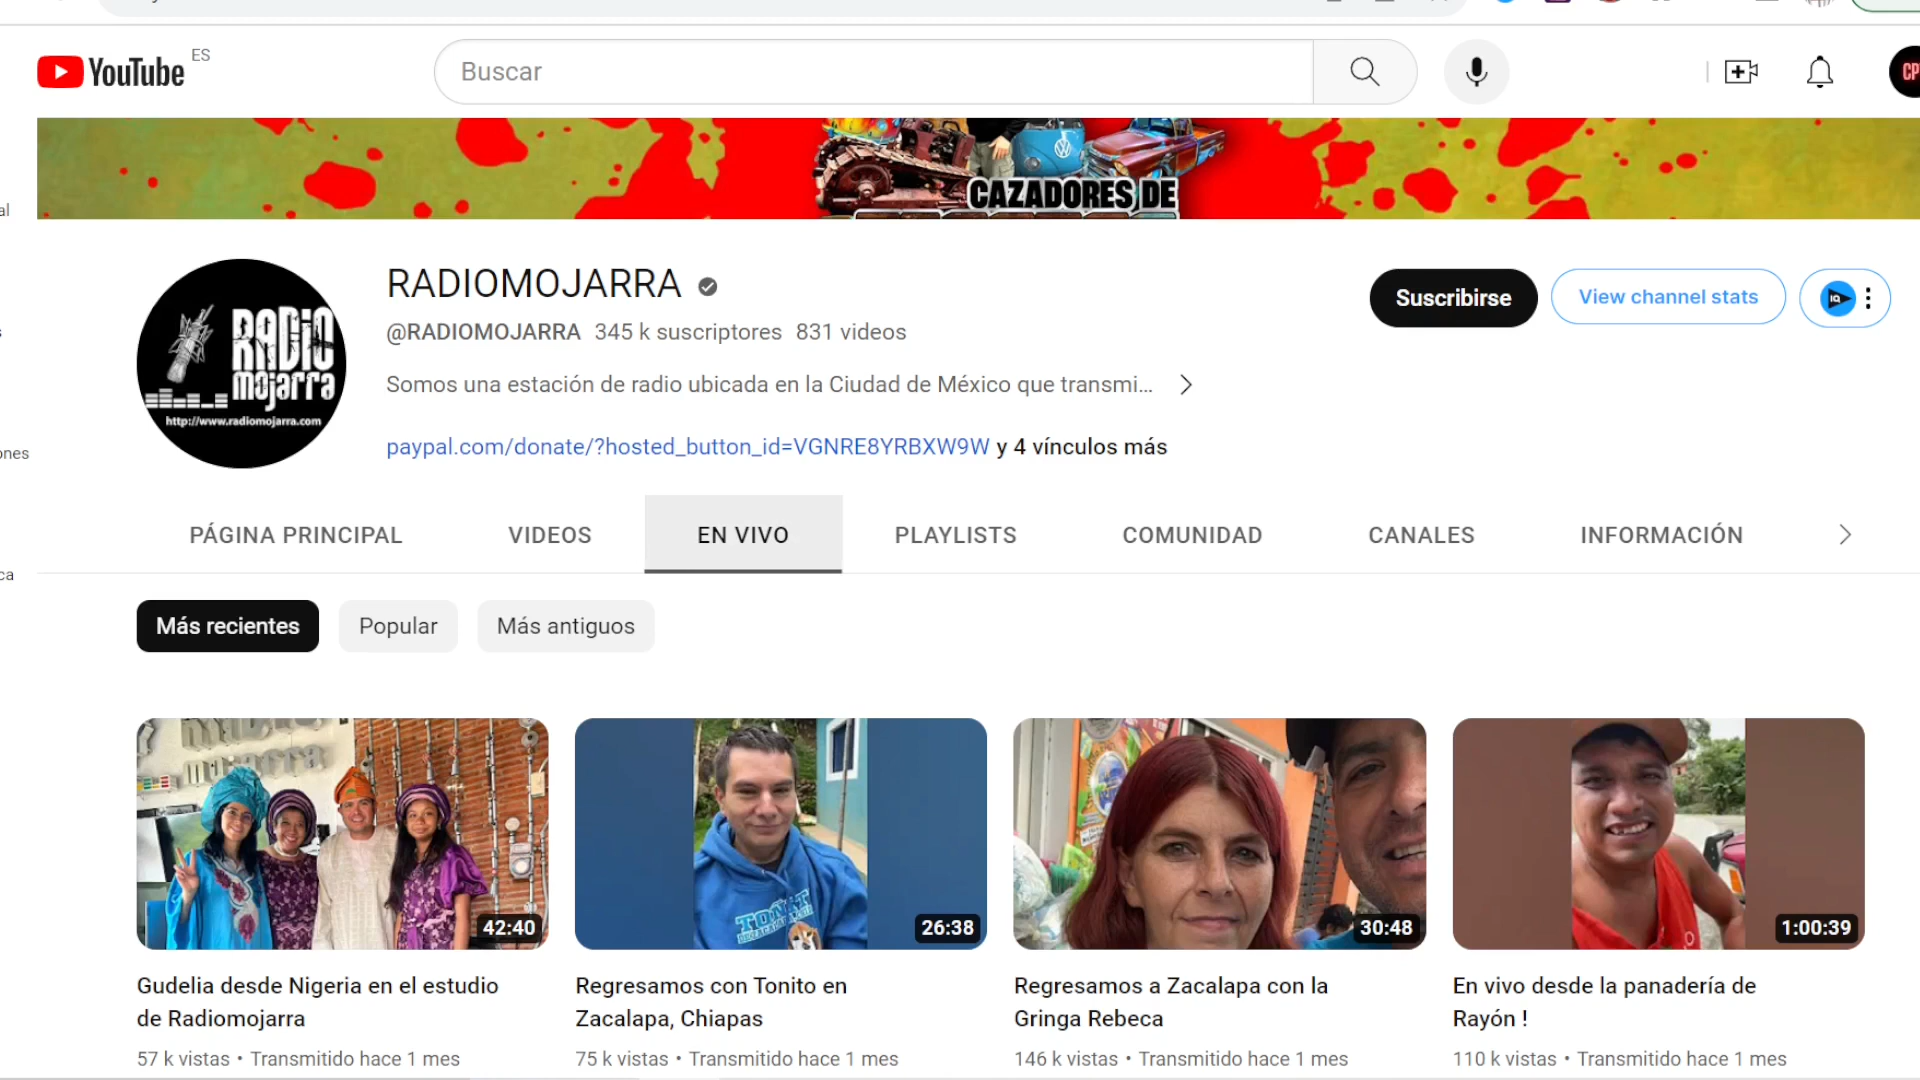 YouTube ES
Buscar
CP
CAZADORES DE
al
RADIO
mojarra
http://www.radiomojarra.com
RADIOMOJARRA
@RADIOMOJARRA 345 k suscriptores 831 videos
Somos una estación de radio ubicada en la Ciudad de México que transmi...
paypal.com/donate/?hosted_button_id=VGNRE8YRBXW9W y 4 vínculos más
Suscribirse
View channel stats
IQ
ones
PÁGINA PRINCIPAL
VIDEOS
EN VIVO
PLAYLISTS
COMUNIDAD
CANALES
INFORMACIÓN
ca
Más recientes
Popular
Más antiguos
42:40
26:38
30:48
1:00:39
Gudelia desde Nigeria en el estudio
de Radiomojarra
57 k vistas • Transmitido hace 1 mes
Regresamos con Tonito en
Zacalapa, Chiapas
75 k vistas • Transmitido hace 1 mes
Regresamos a Zacalapa con la
Gringa Rebeca
146 k vistas • Transmitido hace 1 mes
En vivo desde la panadería de
Rayón !
110 k vistas • Transmitido hace 1 mes